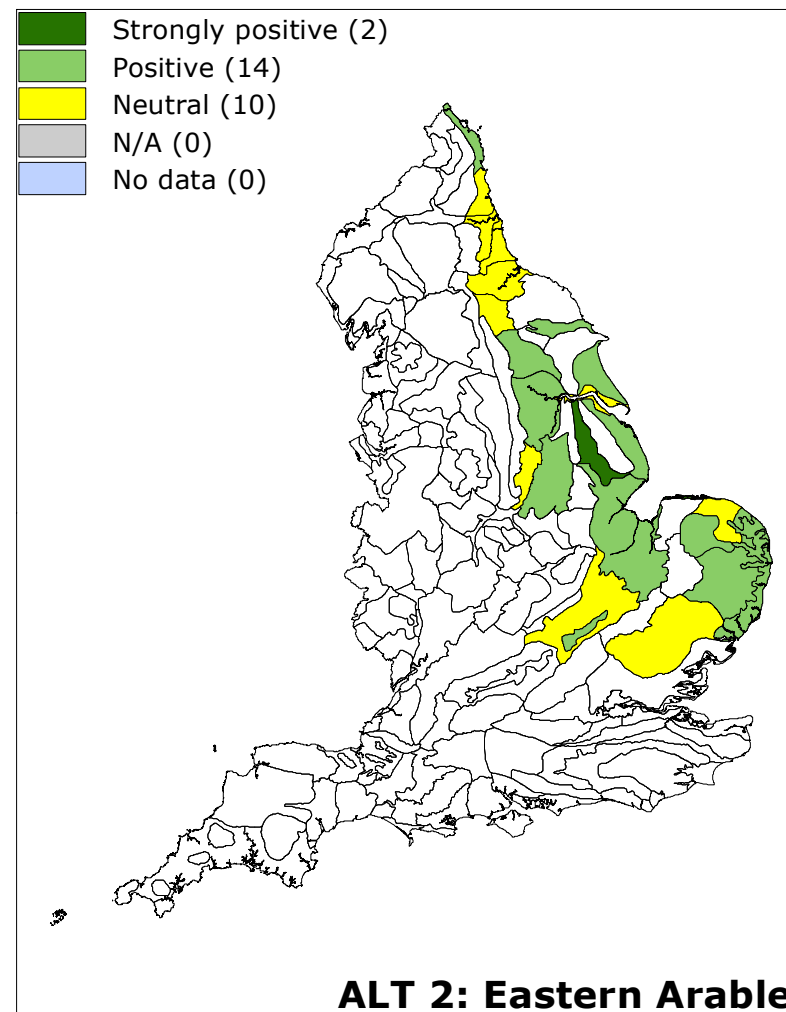 Strongly positive (2)
Positive (14)
Neutral (10)
N/A (0)
No data (0)
ALT 2: Eastern Arable